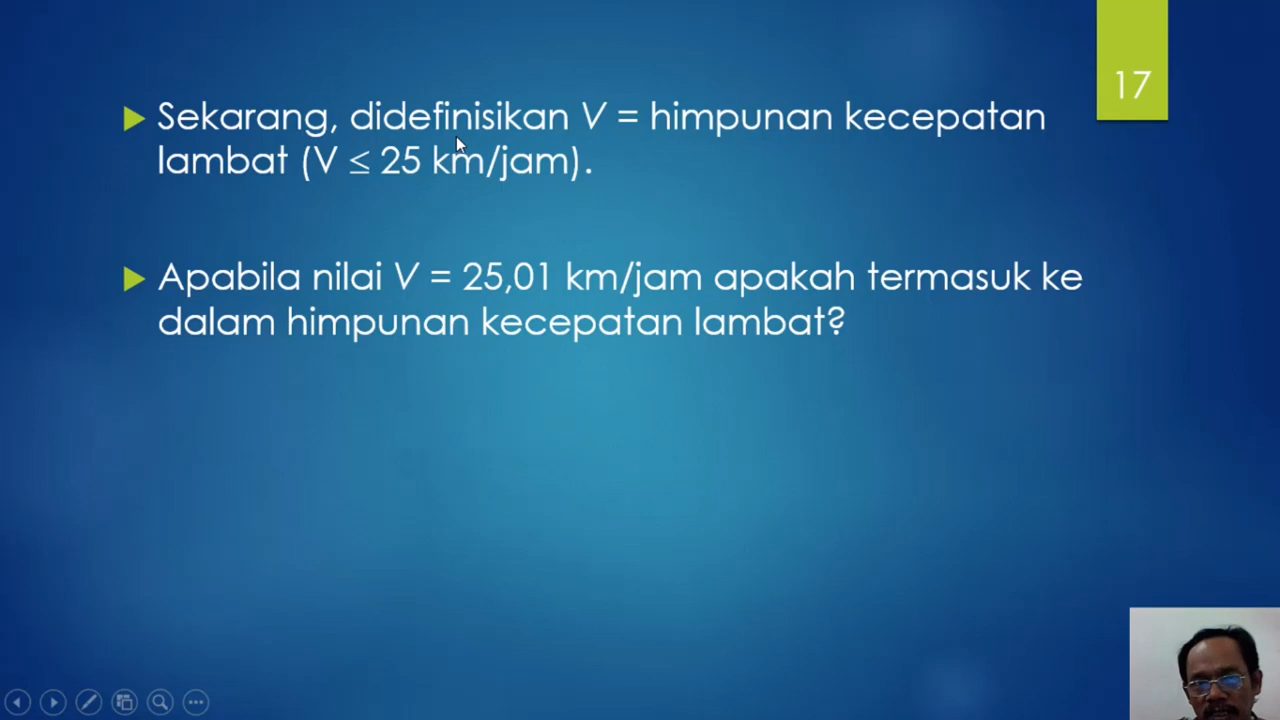 17
Sekarang, didefinisikan V = himpunan kecepatan
lambat (V ≤ 25 km/jam).
Apabila nilai V = 25,01 km/jam apakah termasuk ke
dalam himpunan kecepatan lambat?